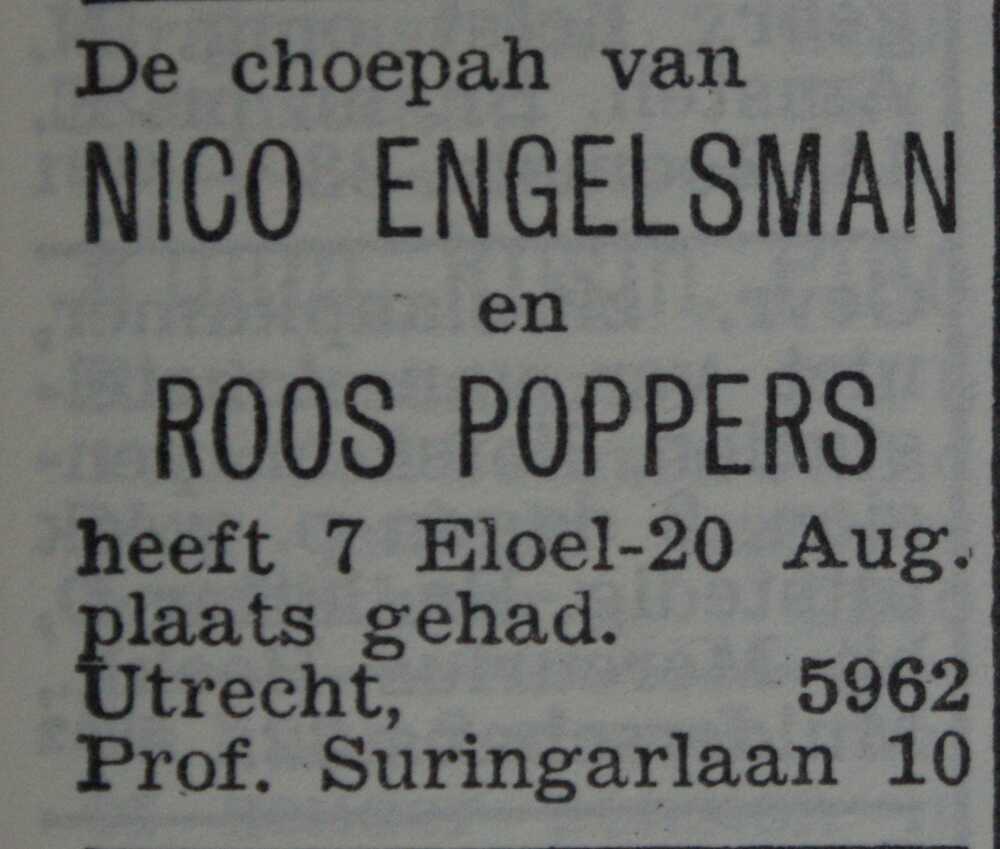 De choepah van
NICO ENGELSMAN
en
ROOS POPPERS
heeft 7 Eloel-20 Aug.
plaats gehad.
Utrecht, 5962
Prof. Suringarlaan 10